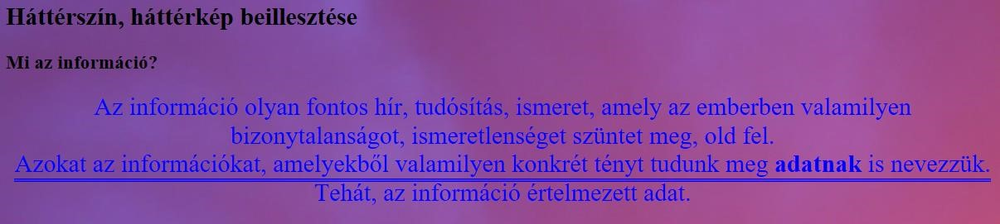 Háttérszín, háttérkép beillesztése
Mi az információ?
Az információ olyan fontos hír, tudósítás, ismeret, amely az emberben valamilyen
bizonytalanságot, ismeretlenséget szüntet meg, old fel.
Azokat az információkat, amelyekből valamilyen konkrét tényt tudunk meg adatnak is nevezzük.
Tehát, az információ értelmezett adat.